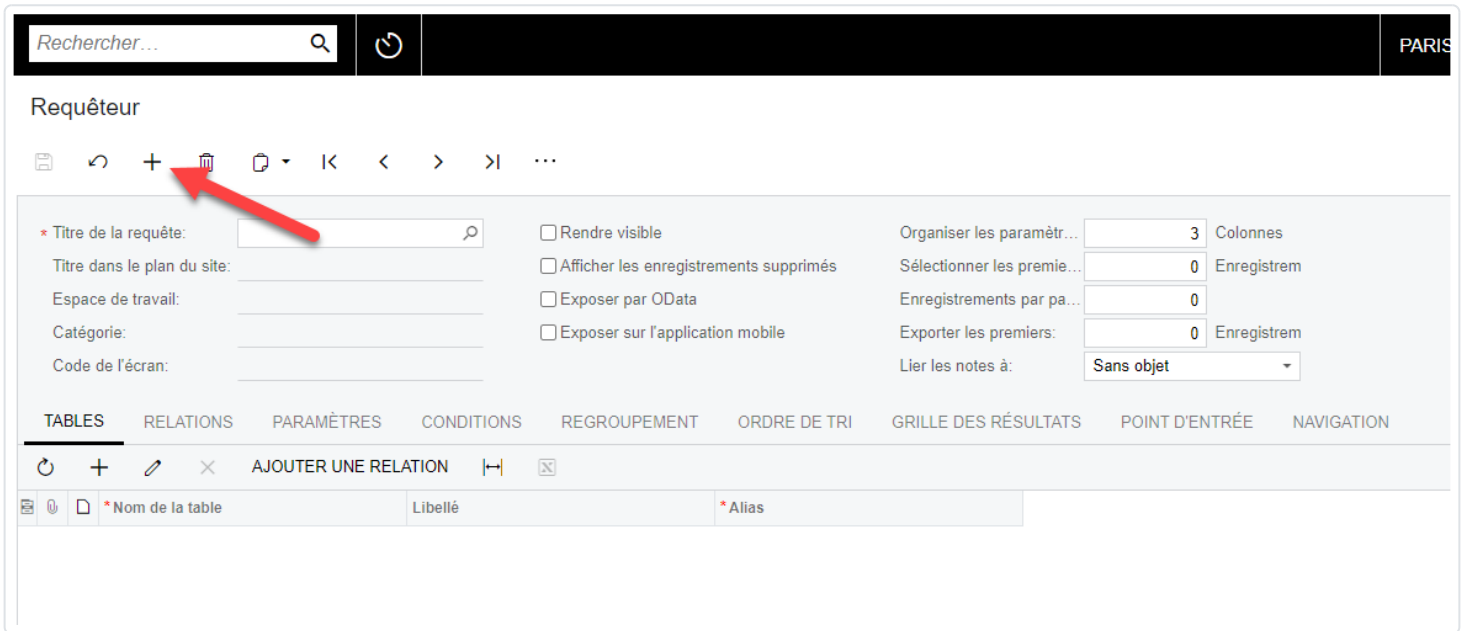 Rechercher...
PARIS
Requêteur
* Titre de la requête:
Rendre visible
Organiser les paramètr... 3 Colonnes
Titre dans le plan du site:
Afficher les enregistrements supprimés
Sélectionner les premie... 0 Enregistrem
Espace de travail:
Exposer par OData
Enregistrements par pa... 0
Catégorie:
Exposer sur l'application mobile
Exporter les premiers: 0 Enregistrem
Code de l'écran:
Lier les notes à: Sans objet
TABLES RELATIONS PARAMÈTRES CONDITIONS REGROUPEMENT ORDRE DE TRI GRILLE DES RÉSULTATS POINT D'ENTRÉE NAVIGATION
AJOUTER UNE RELATION
* Nom de la table Libellé * Alias